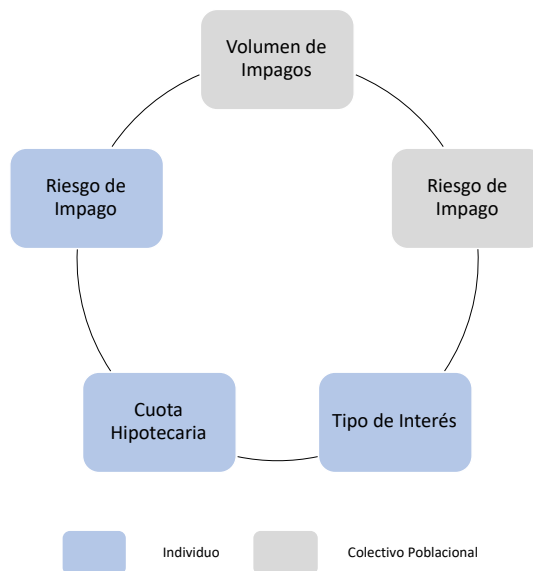 Volumen de
Impagos
Riesgo de
Impago
Riesgo de
Impago
Cuota
Hipotecaria
Tipo de Interés
Individuo
Colectivo Poblacional